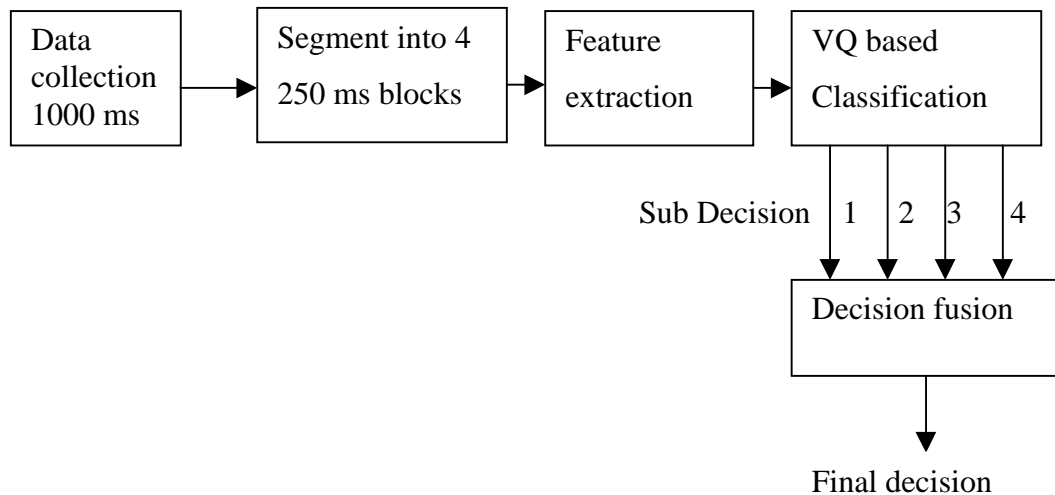 Data
collection
1000 ms
Segment into 4
250 ms blocks
Feature
extraction
VQ based
Classification
Sub Decision 1 2 3 4
Decision fusion
Final decision